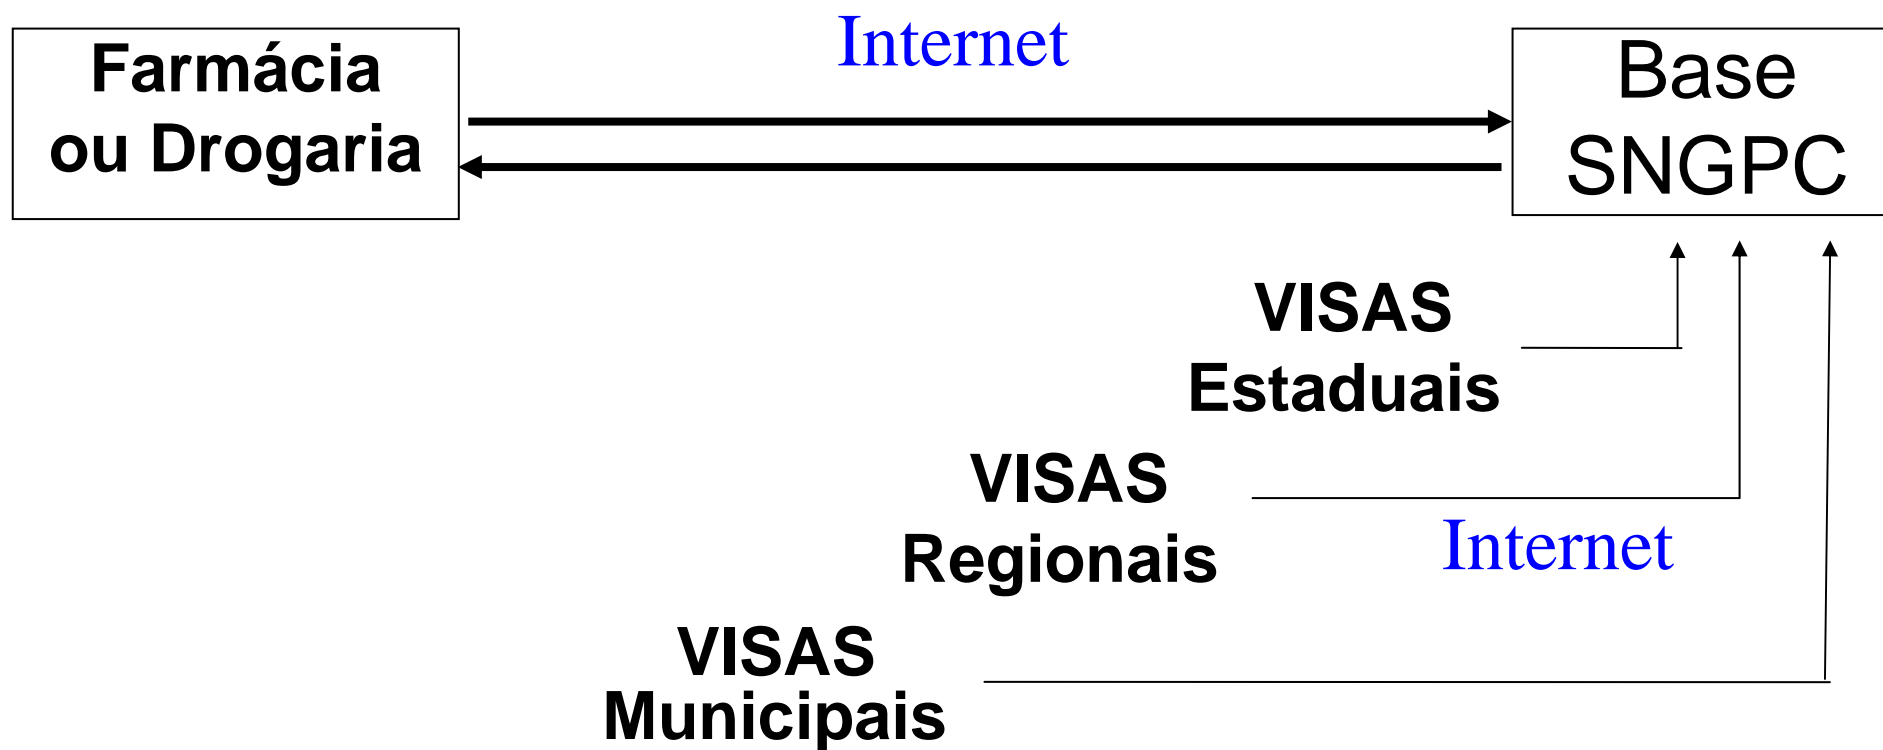 Internet
Farmácia
ou Drogaria
Base
SNGPC
VISAS
Estaduais
VISAS
Regionais
Internet
VISAS
Municipais